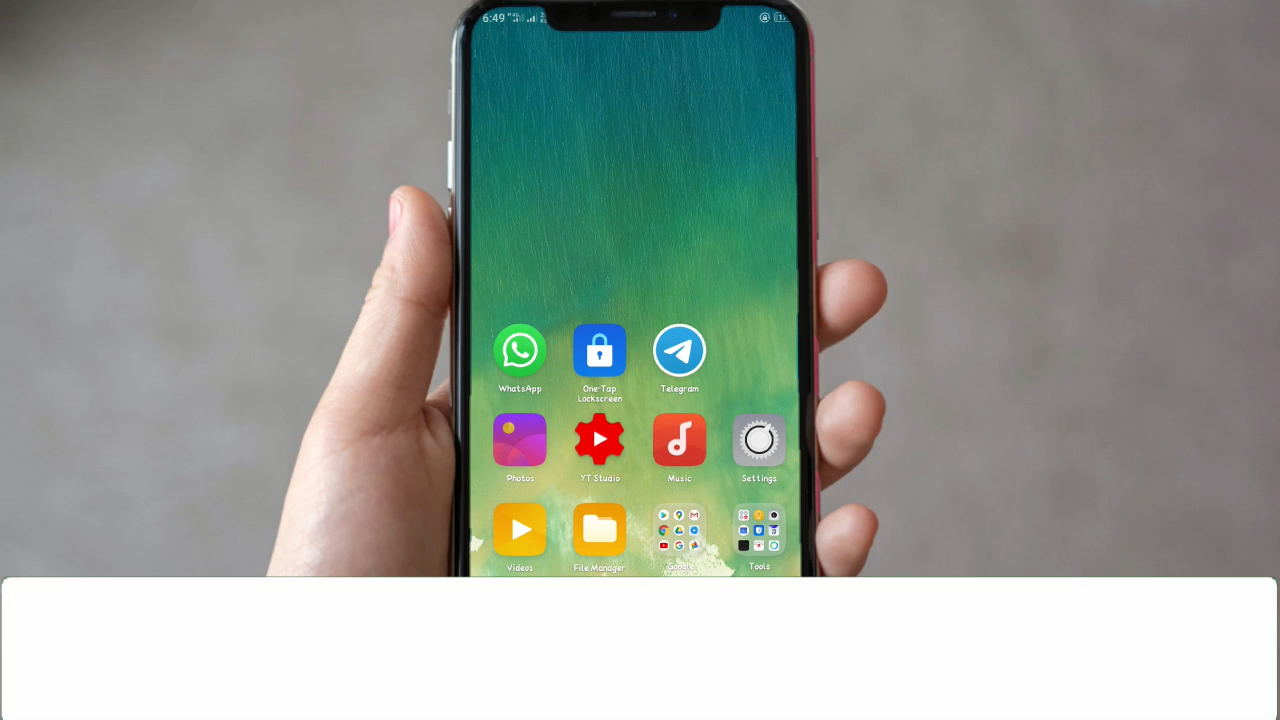 6:49
WhatsApp
One-Tap
Lockscreen
Telegram
Photos
YT Studio
Music
Settings
Videos
File Manager
Google
Tools